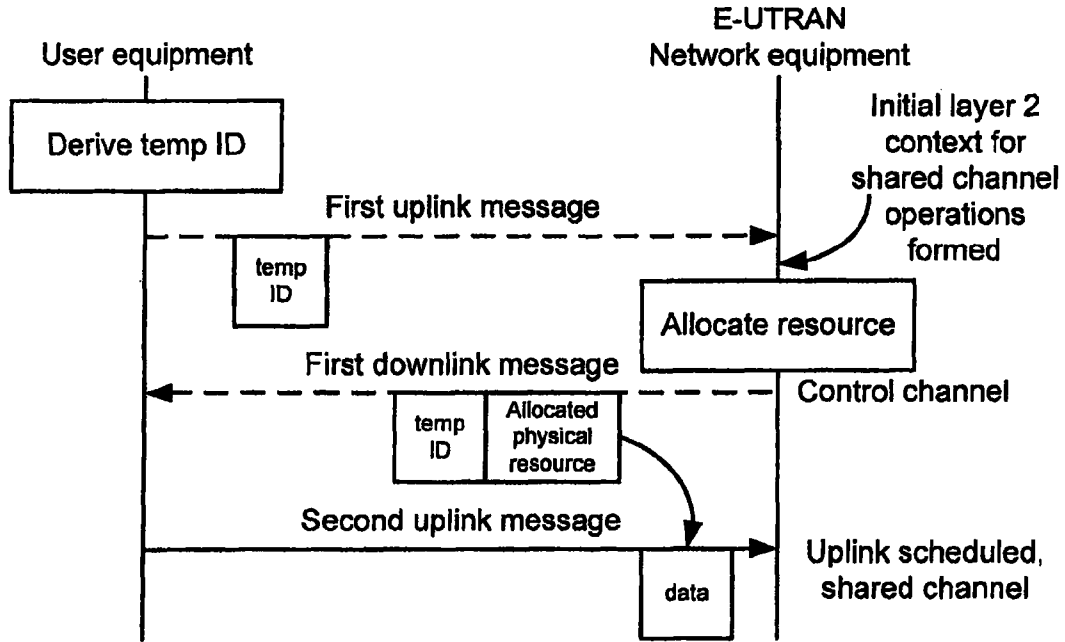 E-UTRAN
User equipment
Network equipment
Derive temp ID
Initial layer 2
context for
shared channel
operations
formed
First uplink message
temp
ID
Allocate resource
First downlink message
Control channel
temp
ID
Allocated
physical
resource
Second uplink message
Uplink scheduled,
shared channel
data